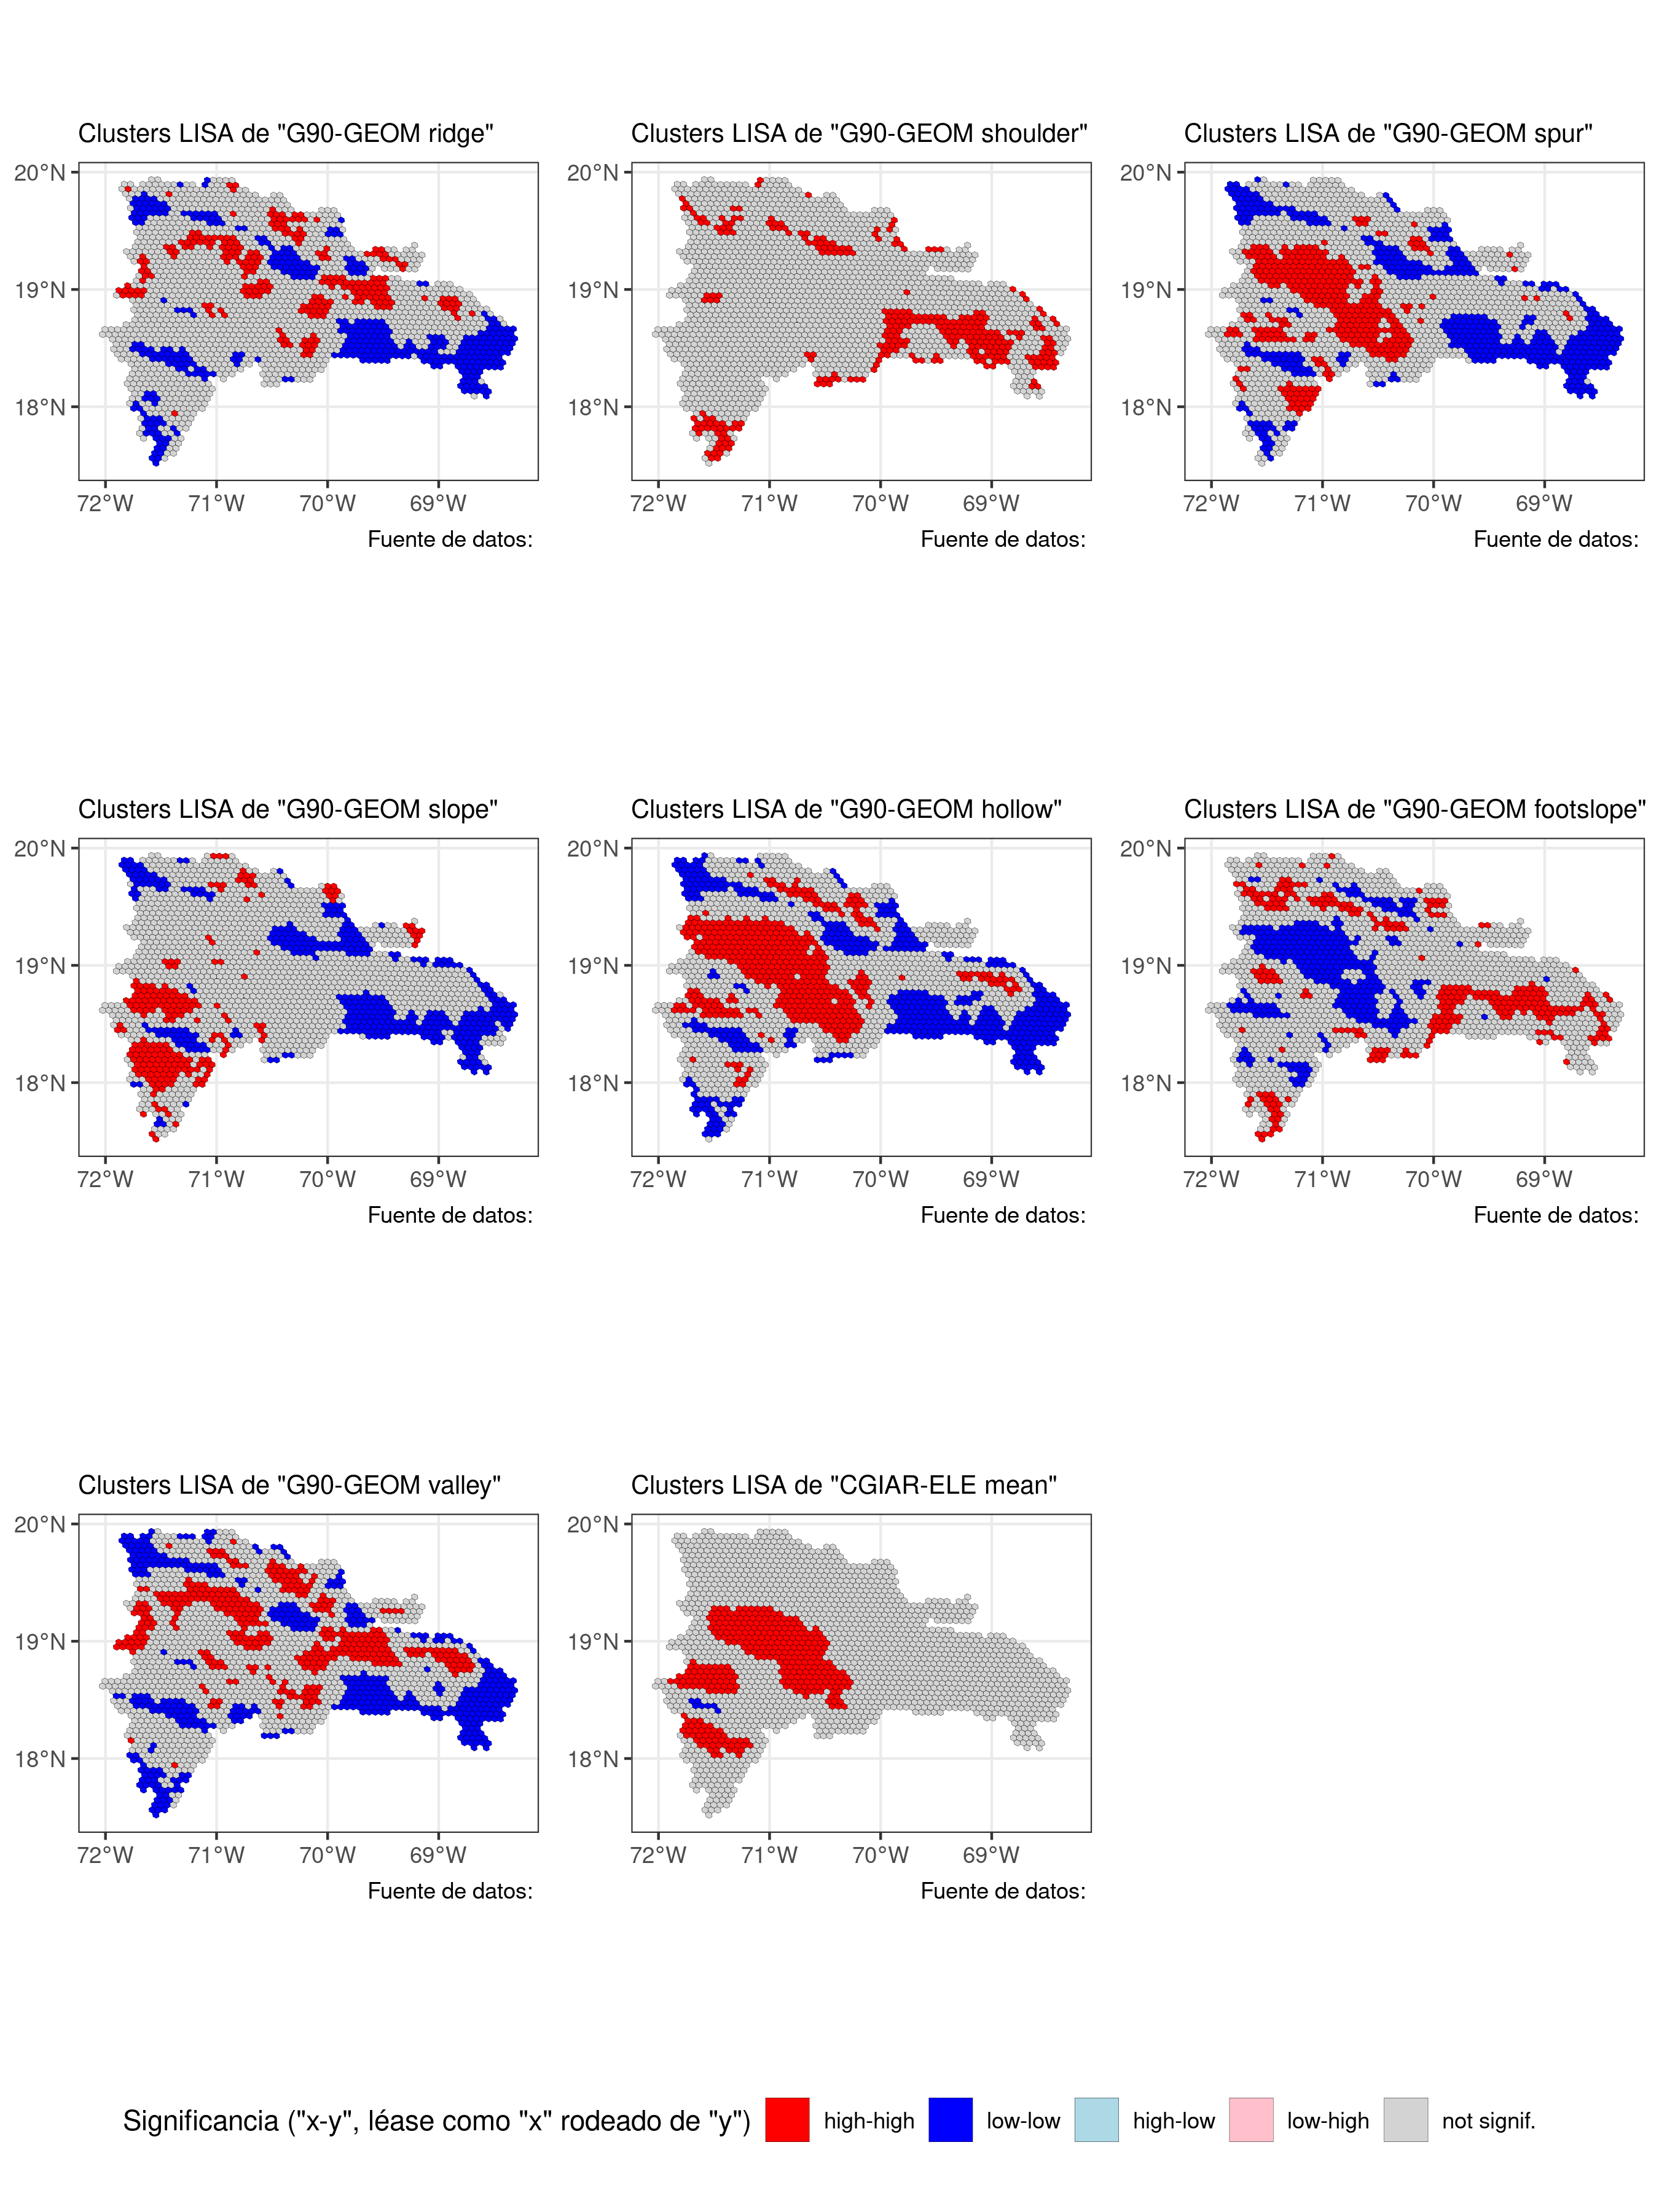 Clusters LISA de "G90-GEOM ridge"
Clusters LISA de "G90-GEOM shoulder"
Clusters LISA de "G90-GEOM spur"
20°N
19°N
18°N
72°W 71°W 70°W 69°W
Fuente de datos:
20°N
19°N
18°N
72°W 71°W 70°W 69°W
Fuente de datos:
20°N
19°N
18°N
72°W 71°W 70°W 69°W
Fuente de datos:
Clusters LISA de "G90-GEOM slope"
Clusters LISA de "G90-GEOM hollow"
Clusters LISA de "G90-GEOM footslope"
20°N
19°N
18°N
72°W 71°W 70°W 69°W
Fuente de datos:
20°N
19°N
18°N
72°W 71°W 70°W 69°W
Fuente de datos:
20°N
19°N
18°N
72°W 71°W 70°W 69°W
Fuente de datos:
Clusters LISA de "G90-GEOM valley"
Clusters LISA de "CGIAR-ELE mean"
20°N
19°N
18°N
72°W 71°W 70°W 69°W
Fuente de datos:
20°N
19°N
18°N
72°W 71°W 70°W 69°W
Fuente de datos:
Significancia ("x-y", léase como "x" rodeado de "y") high-high low-low high-low low-high not signif.